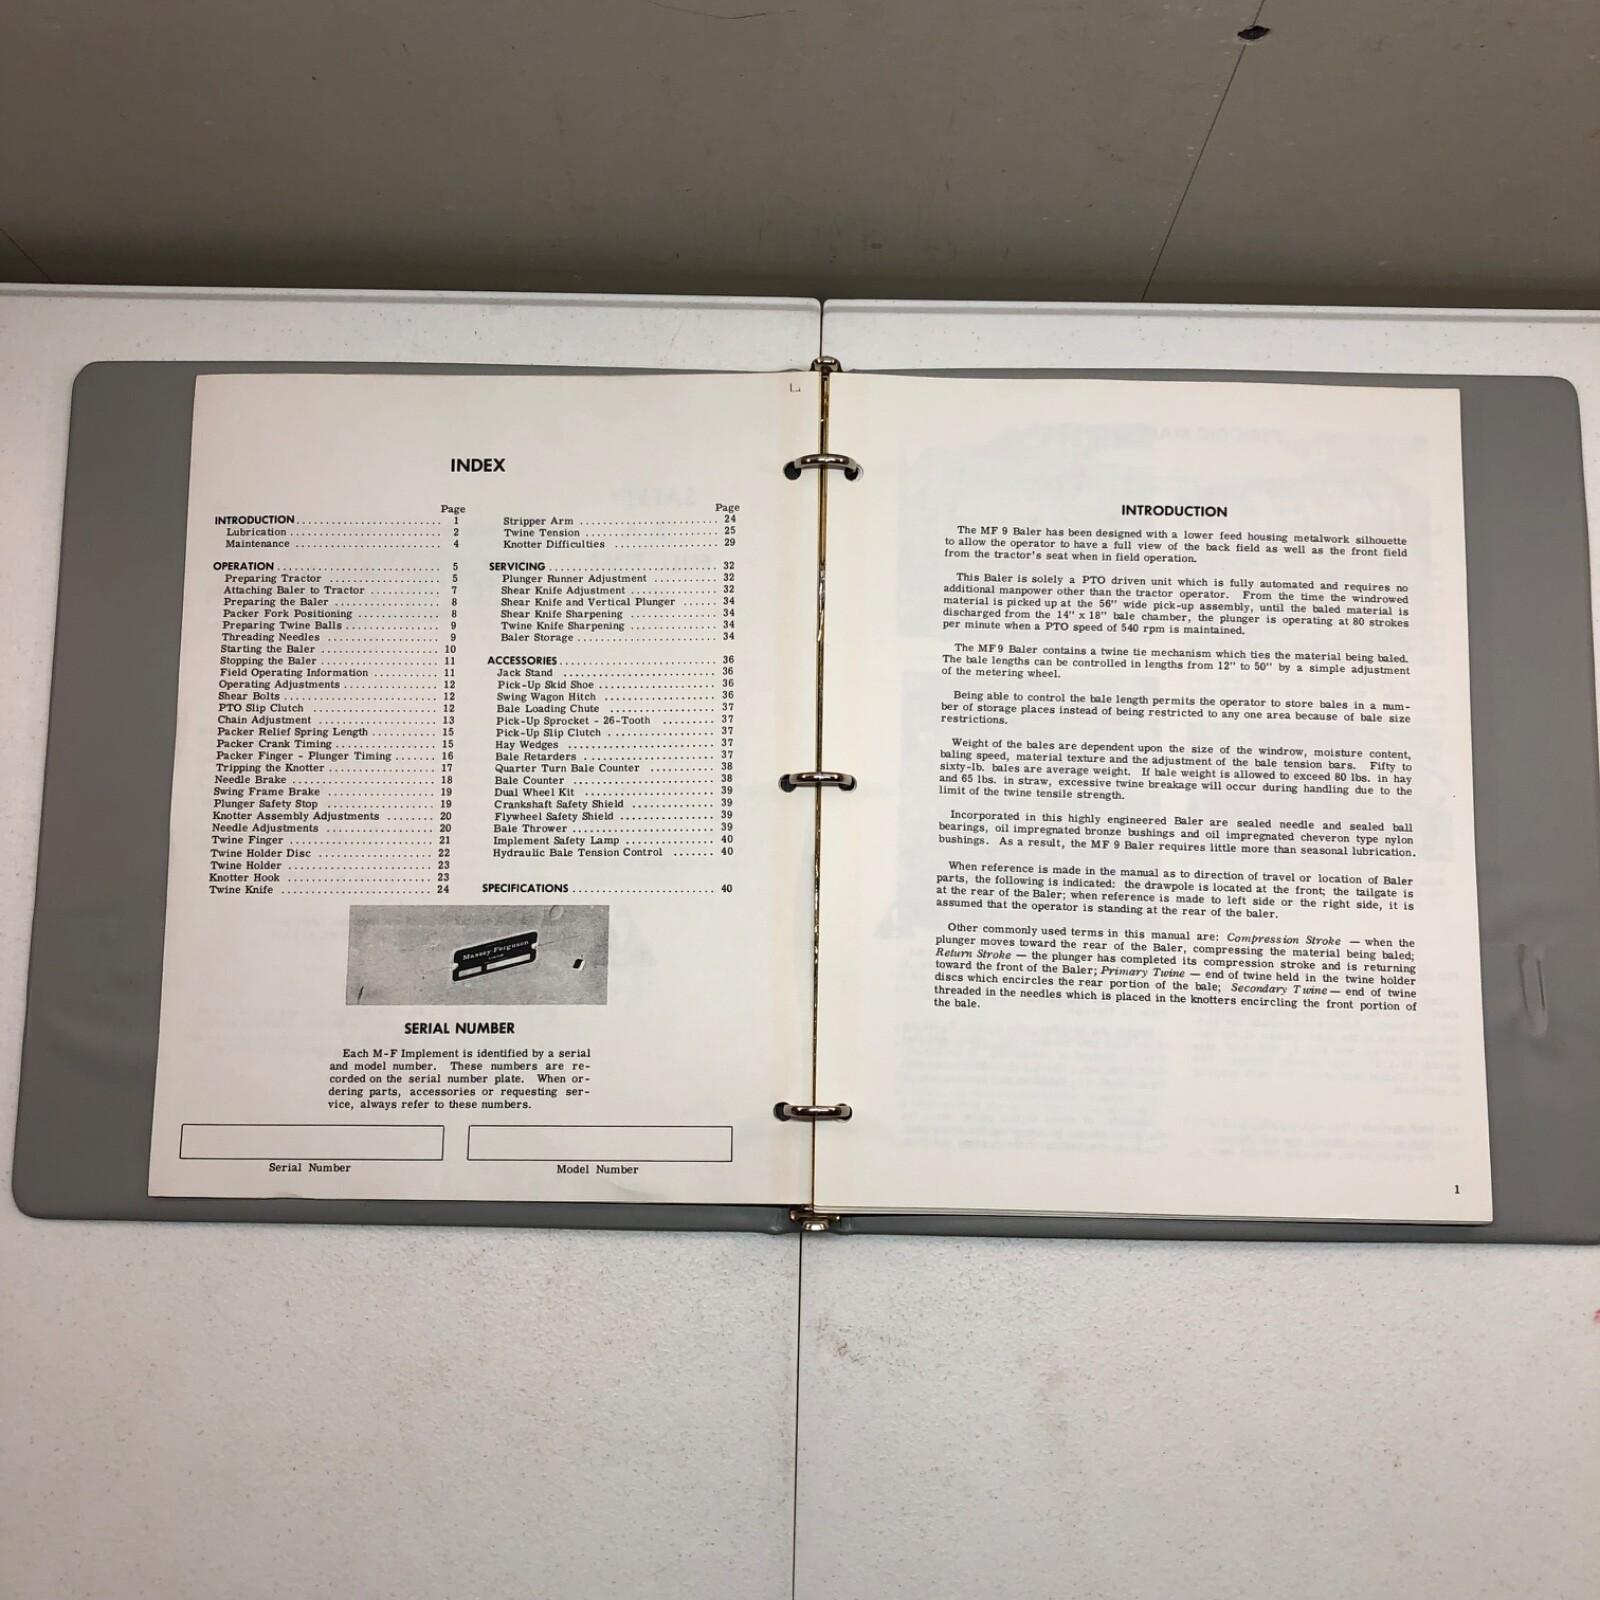 INDEX
Page
INTRODUCTION ........................ 1
Lubrication .......................... 2
Maintenance ........................ 4
OPERATION ........................... 5
Preparing Tractor .................. 5
Attaching Baler to Tractor ............ 7
Preparing the Baler ................. 8
Packer Fork Positioning .............. 8
Preparing Twine Balls ................ 9
Threading Needles .................. 9
Starting the Baler ................... 10
Stopping the Baler .................. 11
Field Operating Information ........... 11
Operating Adjustments ............... 12
Shear Bolts ......................... 12
PTO Slip Clutch ..................... 12
Chain Adjustment ................... 13
Packer Relief Spring Length ........... 15
Packer Crank Timing ................. 15
Packer Finger - Plunger Timing ....... 16
Tripping the Knotter ................. 17
Needle Brake ....................... 18
Swing Frame Brake .................. 19
Plunger Safety Stop .................. 19
Knotter Assembly Adjustments ........ 20
Needle Adjustments .................. 20
Twine Finger ....................... 21
Twine Holder Disc ................... 22
Twine Holder ....................... 23
Knotter Hook ....................... 23
Twine Knife ........................ 24
Page
Stripper Arm ....................... 24
Twine Tension ...................... 25
Knotter Difficulties ................. 29
SERVICING ............................ 32
Plunger Runner Adjustment ........... 32
Shear Knife Adjustment ............... 32
Shear Knife and Vertical Plunger ...... 34
Shear Knife Sharpening ............... 34
Twine Knife Sharpening .............. 34
Baler Storage ........................ 34
ACCESSORIES .......................... 36
Jack Stand .......................... 36
Pick-Up Skid Shoe .................... 36
Swing Wagon Hitch ................... 36
Bale Loading Chute .................. 37
Pick-Up Sprocket - 26-Tooth ......... 37
Pick-Up Slip Clutch ................... 37
Hay Wedges ......................... 37
Bale Retarders ...................... 37
Quarter Turn Bale Counter ........... 38
Bale Counter ........................ 38
Dual Wheel Kit ...................... 39
Crankshaft Safety Shield ............. 39
Flywheel Safety Shield ................ 39
Bale Thrower ........................ 39
Implement Safety Lamp ............... 40
Hydraulic Bale Tension Control ....... 40
SPECIFICATIONS ........................ 40
Massey-Ferguson
SERIAL NUMBER
Each M-F Implement is identified by a serial
and model number. These numbers are re-
corded on the serial number plate. When or-
dering parts, accessories or requesting ser-
vice, always refer to these numbers.
Serial Number
Model Number
INTRODUCTION
The MF 9 Baler has been designed with a lower feed housing metalwork silhouette
to allow the operator to have a full view of the back field as well as the front field
from the tractor's seat when in field operation.
This Baler is solely a PTO driven unit which is fully automated and requires no
additional manpower other than the tractor operator. From the time the windrowed
material is picked up at the 56" wide pick-up assembly, until the baled material is
discharged from the 14" x 18" bale chamber, the plunger is operating at 80 strokes
per minute when a PTO speed of 540 rpm is maintained.
The MF9 Baler contains a twine tie mechanism which ties the material being baled.
The bale lengths can be controlled in lengths from 12" to 50" by a simple adjustment
of the metering wheel.
Being able to control the bale length permits the operator to store bales in a num-
ber of storage places instead of being restricted to any one area because of bale size
restrictions.
Weight of the bales are dependent upon the size of the windrow, moisture content,
baling speed, material texture and the adjustment of the bale tension bars. Fifty to
sixty-lb. bales are average weight. If bale weight is allowed to exceed 80 lbs. in hay
and 65 lbs. in straw, excessive twine breakage will occur during handling due to the
limit of the twine tensile strength.
Incorporated in this highly engineered Baler are sealed needle and sealed ball
bearings, oil impregnated bronze bushings and oil impregnated cheveron type nylon
bushings. As a result, the MF 9 Baler requires little more than seasonal lubrication.
When reference is made in the manual as to direction of travel or location of Baler
parts, the following is indicated: the drawpole is located at the front; the tailgate is
at the rear of the Baler; when reference is made to left side or the right side, it is
assumed that the operator is standing at the rear of the baler.
Other commonly used terms in this manual are: Compression Stroke — when the
plunger moves toward the rear of the Baler, compressing the material being baled;
Return Stroke — the plunger has completed its compression stroke and is returning
toward the front of the Baler; Primary Twine — end of twine held in the twine holder
discs which encircles the rear portion of the bale; Secondary Twine — end of twine
threaded in the needles which is placed in the knotters encircling the front portion of
the bale.
1